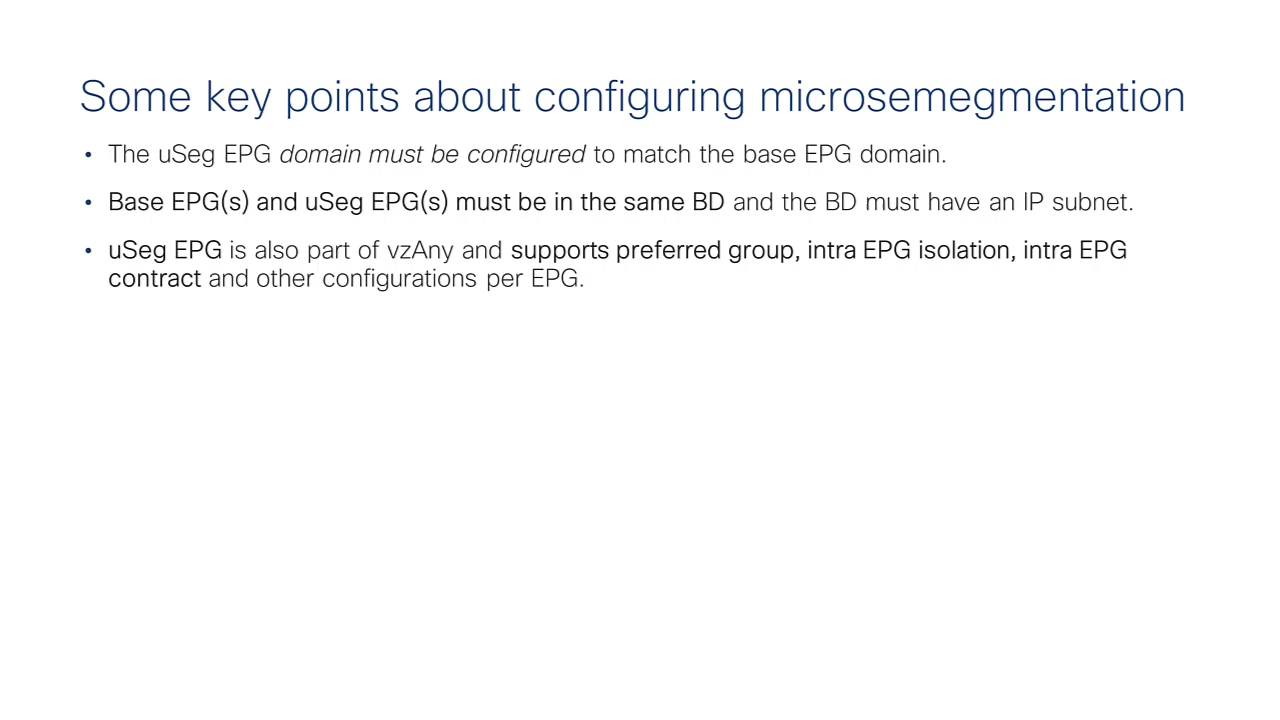 Some key points about configuring microsemegmentation
• The uSeg EPG domain must be configured to match the base EPG domain.
• Base EPG(s) and uSeg EPG(s) must be in the same BD and the BD must have an IP subnet.
• uSeg EPG is also part of vzAny and supports preferred group, intra EPG isolation, intra EPG
contract and other configurations per EPG.